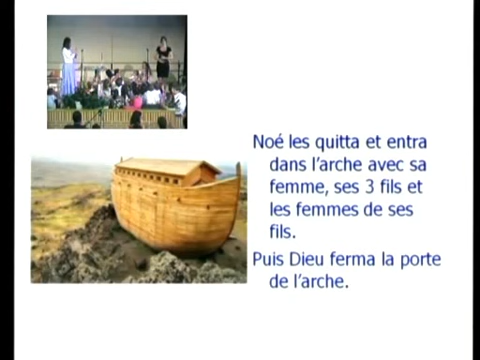 Noé les quitta et entra
dans l'arche avec sa
femme, ses 3 fils et
les femmes de ses
fils.
Puis Dieu ferma la porte
de l'arche.